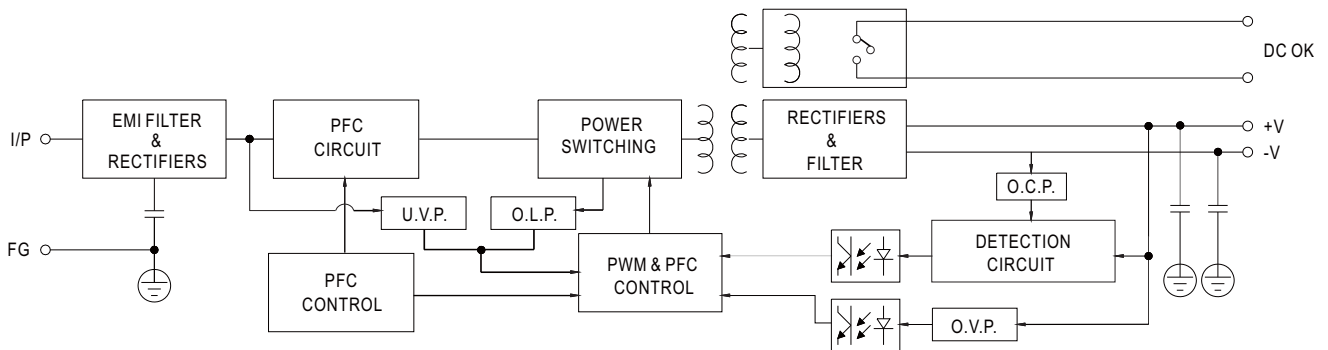 DC OK
I/P
EMI FILTER
&
RECTIFIERS
PFC
CIRCUIT
POWER
SWITCHING
RECTIFIERS
&
FILTER
+V
-V
U.V.P.
O.L.P.
O.C.P.
FG
PFC
CONTROL
PWM & PFC
CONTROL
DETECTION
CIRCUIT
O.V.P.